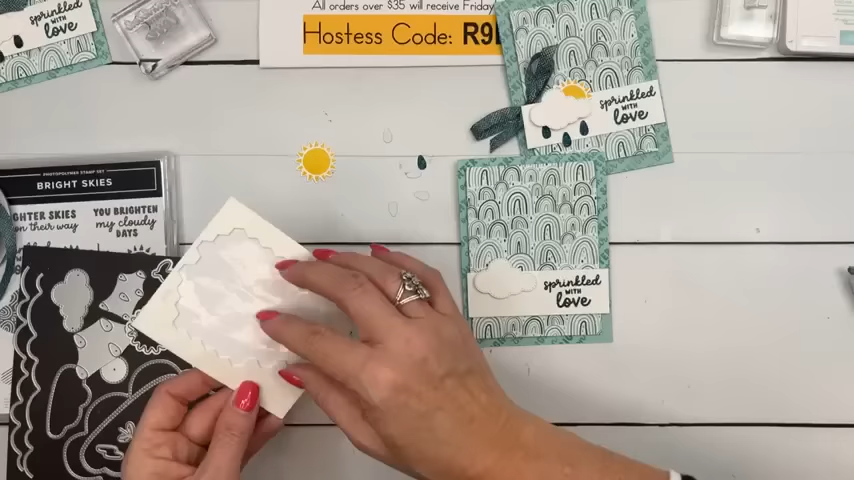 sprinkled
WITH
love
All orders over $35 will receive Friday
Hostess Code: R9
sprinkled
WITH
love
PHOTOPOLYMER STAMP SET
BRIGHT SKIES
GHTER SKIES
on their way
YOU BRIGHTEN
my cloudy
DAYS
sprinkled
WITH
love